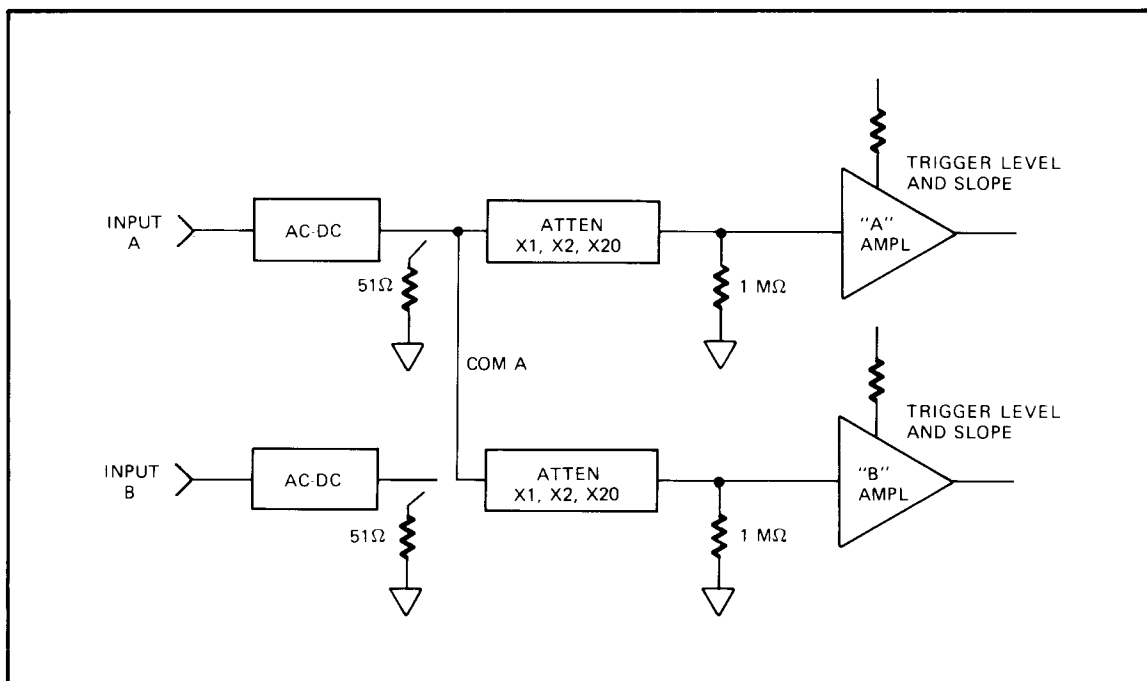 TRIGGER LEVEL
AND SLOPE
INPUT
A
AC-DC
ATTEN
X1, X2, X20
"A"
AMPL
51Ω
1 MΩ
COM A
TRIGGER LEVEL
AND SLOPE
INPUT
B
AC-DC
ATTEN
X1, X2, X20
"B"
AMPL
51Ω
1 MΩ